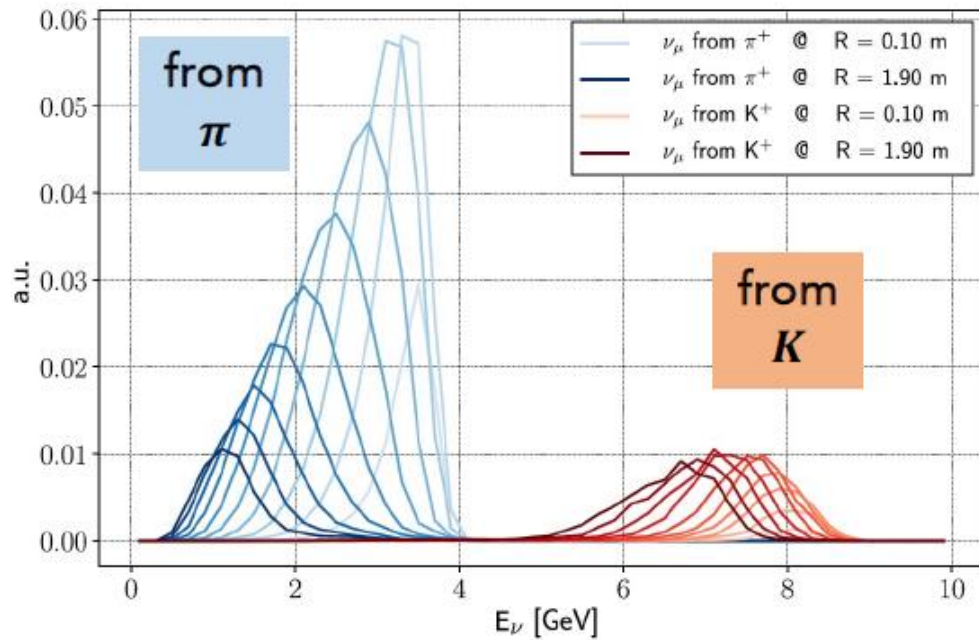 0.06
0.05
0.04
0.03
0.02
0.01
0.00
a.u.
from
π
νμ from π+ @ R = 0.10 m
νμ from π+ @ R = 1.90 m
νμ from K+ @ R = 0.10 m
νμ from K+ @ R = 1.90 m
from
K
0 2 4 6 8 10
Eν [GeV]